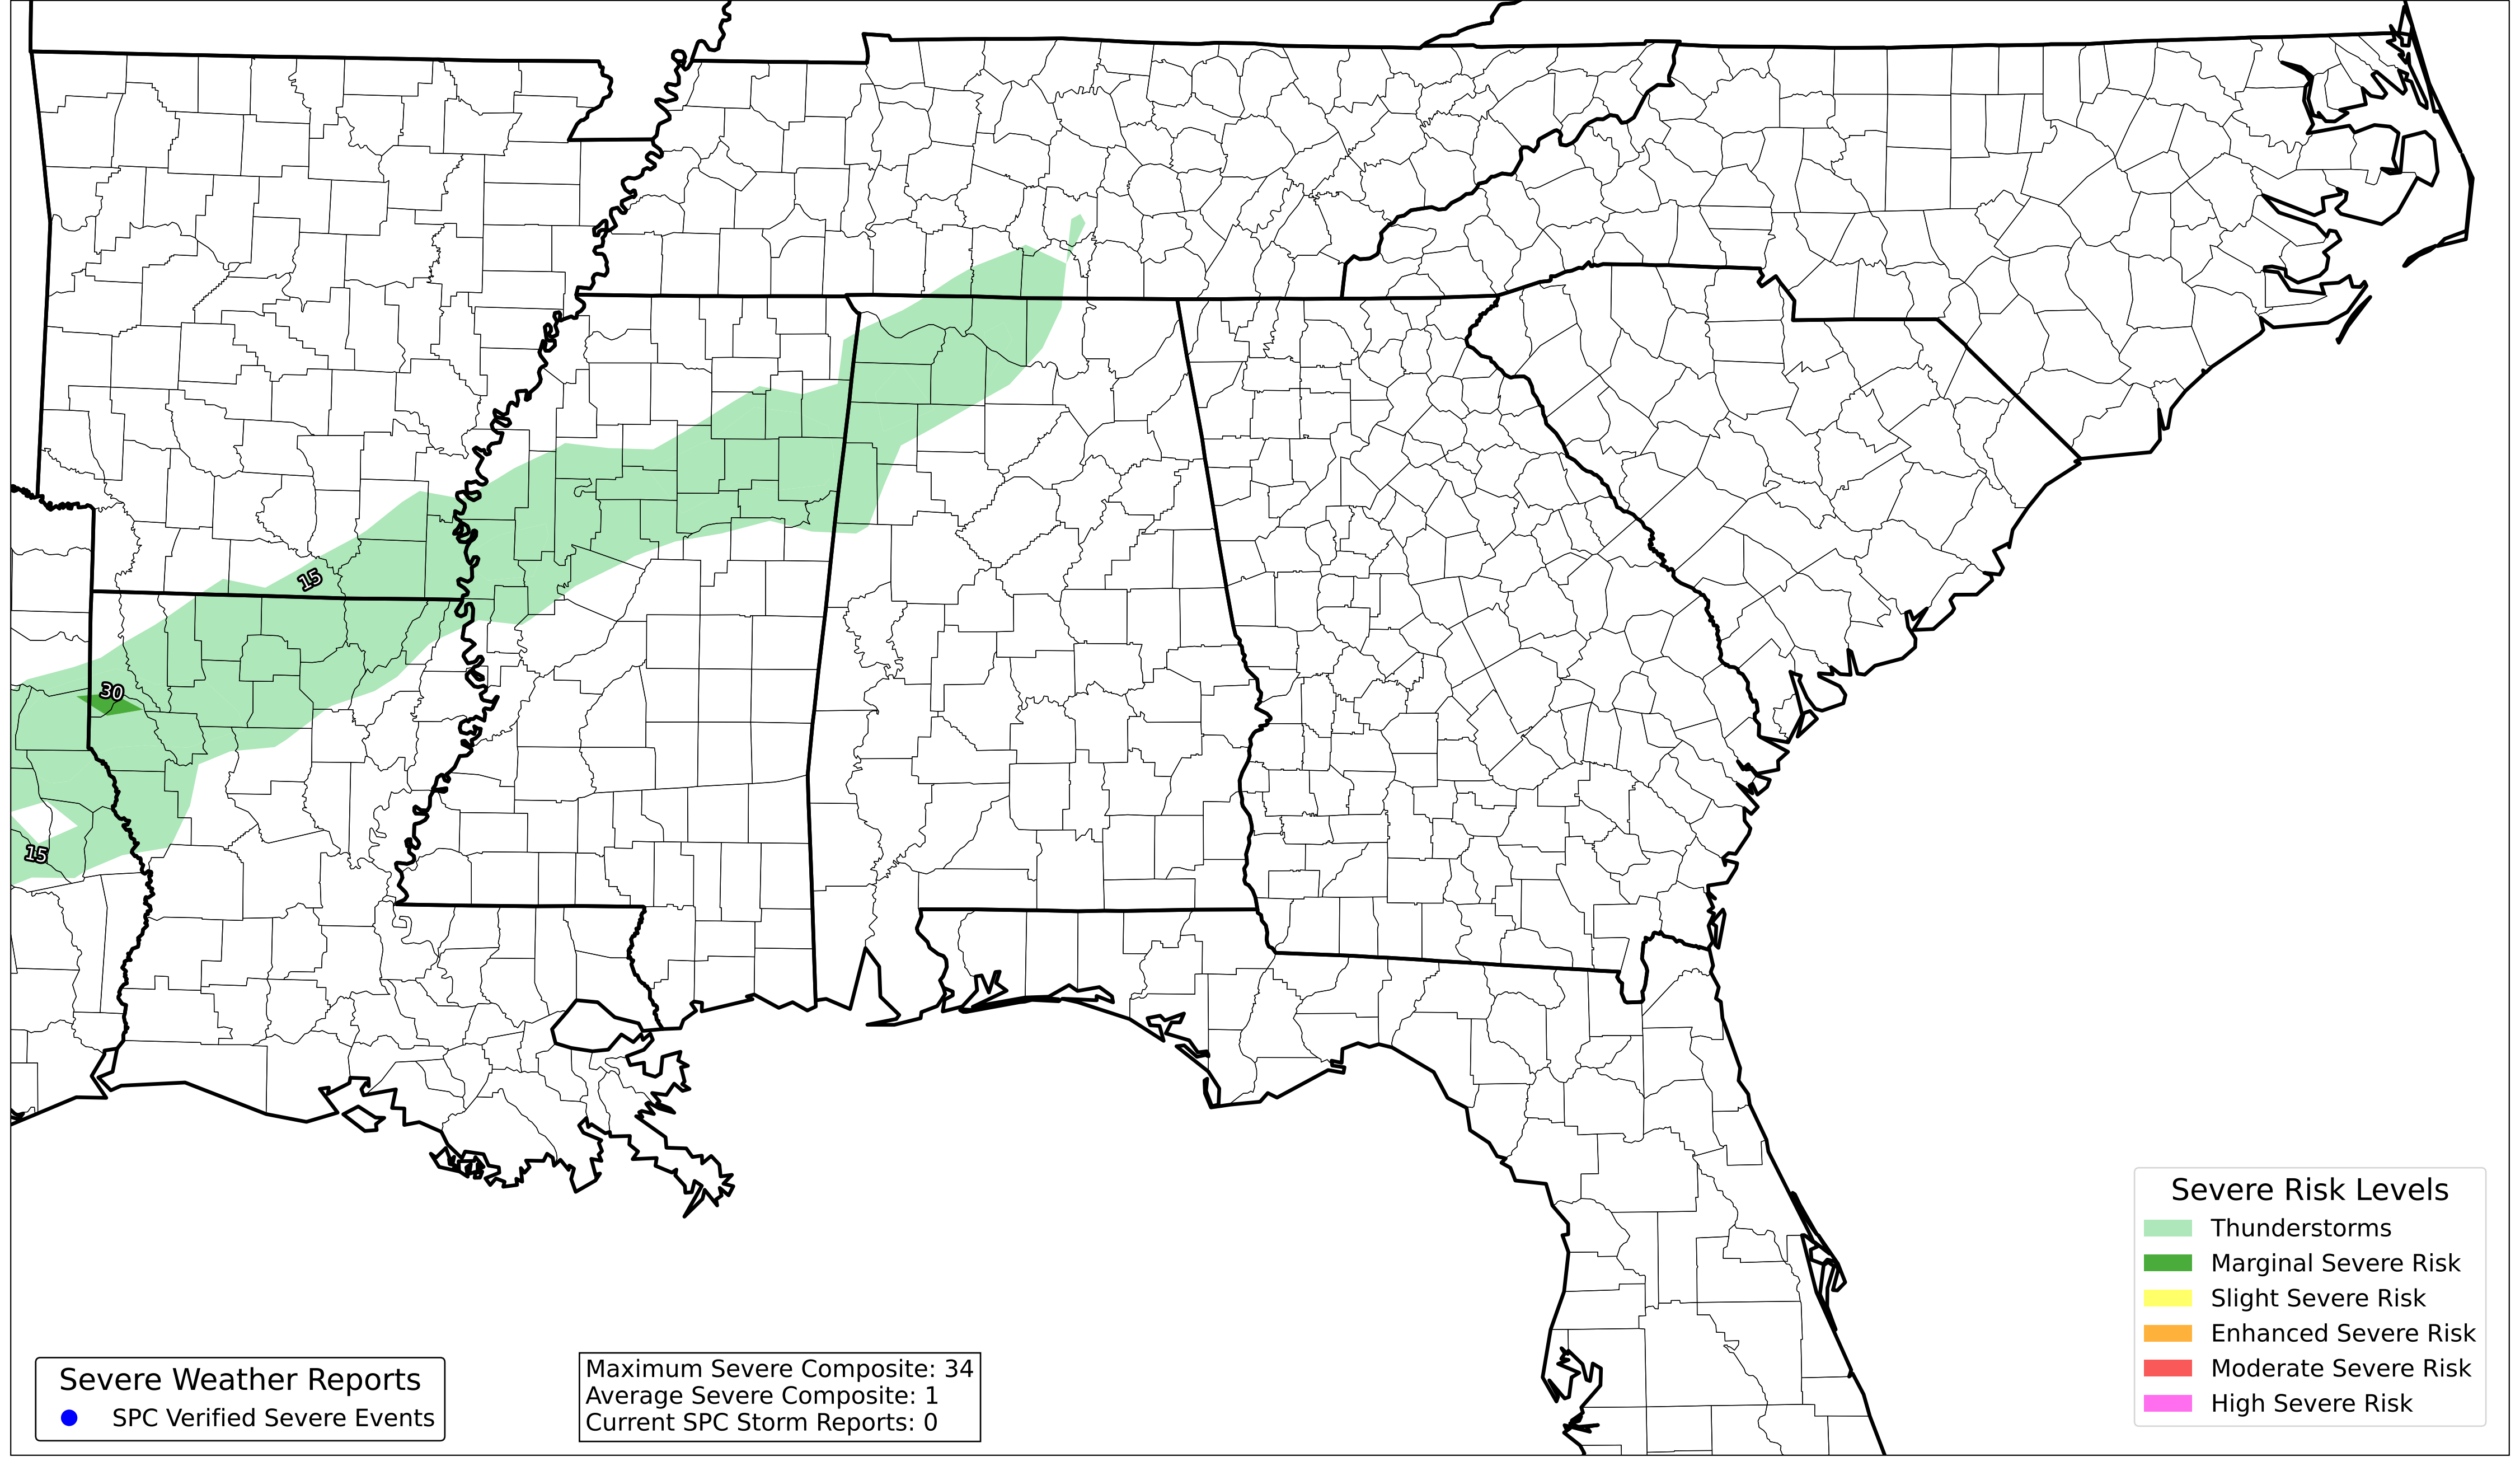 15
30
15
Severe Risk Levels
Thunderstorms
Marginal Severe Risk
Slight Severe Risk
Enhanced Severe Risk
Moderate Severe Risk
High Severe Risk
Severe Weather Reports
SPC Verified Severe Events
Maximum Severe Composite: 34
Average Severe Composite: 1
Current SPC Storm Reports: 0